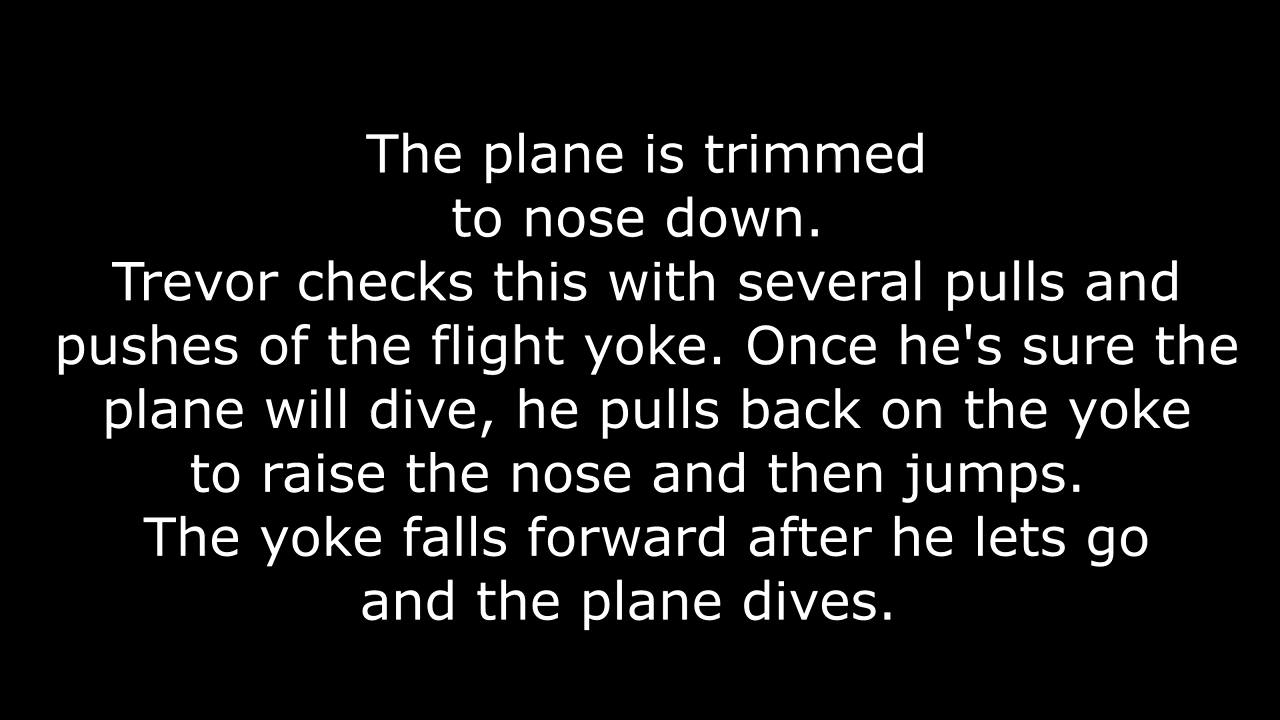 The plane is trimmed
to nose down.
Trevor checks this with several pulls and
pushes of the flight yoke. Once he's sure the
plane will dive, he pulls back on the yoke
to raise the nose and then jumps.
The yoke falls forward after he lets go
and the plane dives.